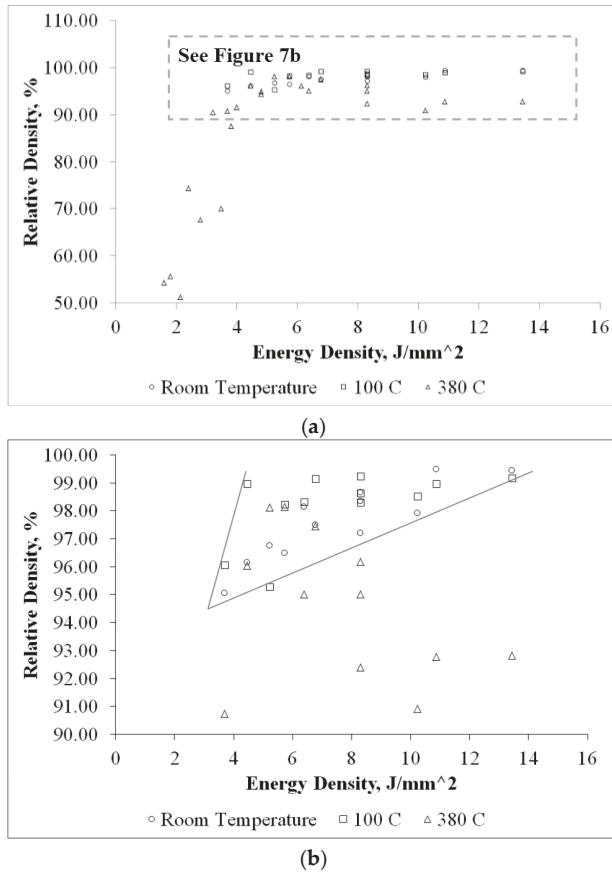 110.00
100.00
90.00
80.00
70.00
60.00
50.00
Relative Density, %
See Figure 7b
0 2 4 6 8 10 12 14 16
Energy Density, J/mm^2
○ Room Temperature □ 100 C △ 380 C
(a)
100.00
99.00
98.00
97.00
96.00
95.00
94.00
93.00
92.00
91.00
90.00
Relative Density, %
0 2 4 6 8 10 12 14 16
Energy Density, J/mm^2
○ Room Temperature □ 100 C △ 380 C
(b)